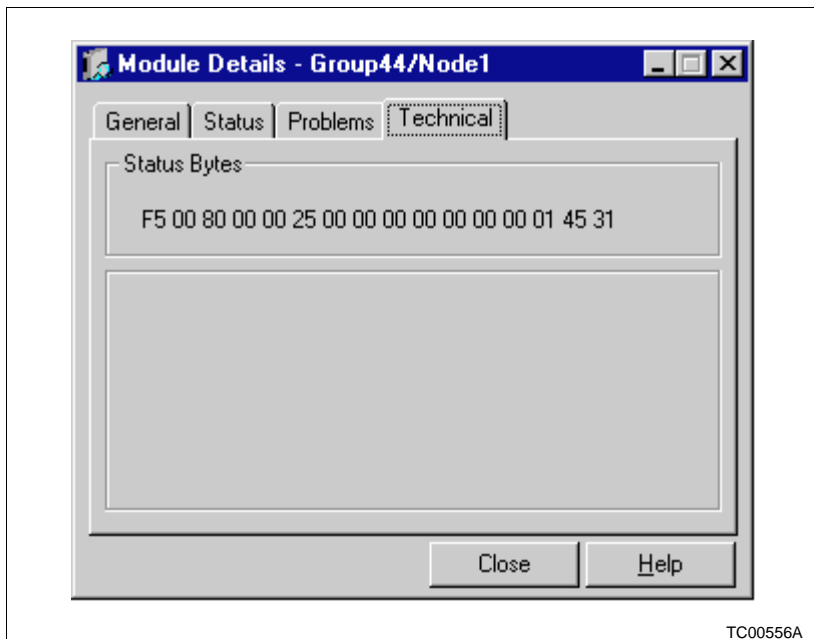 Module Details - Group44/Node1
General Status Problems Technical
Status Bytes
F5 00 80 00 00 25 00 00 00 00 00 00 00 01 45 31
Close Help
TC00556A